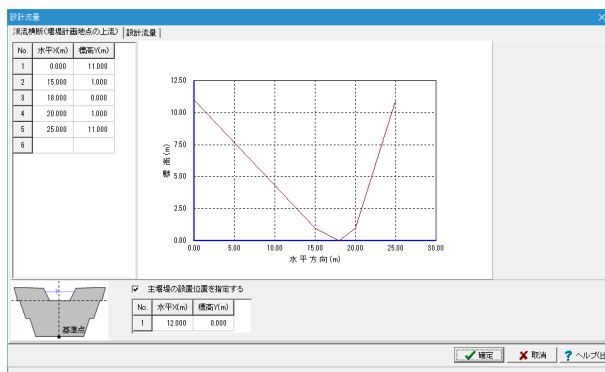 設計流量
渓流横断(堰堤計画地点の上流) 設計流量
No. 水平X(m) 標高Y(m)
1 0.000 11.000
2 15.000 1.000
3 18.000 0.000
4 20.000 1.000
5 25.000 11.000
6
12.50
10.00
7.50
5.00
2.50
0.00
標高(m)
0.00 5.00 10.00 15.00 20.00 25.00 30.00
水平方向(m)
基準点
主堰堤の設置位置を指定する
No. 水平X(m) 標高Y(m)
1 12.000 0.000
確定 取消 ? ヘルプ(H